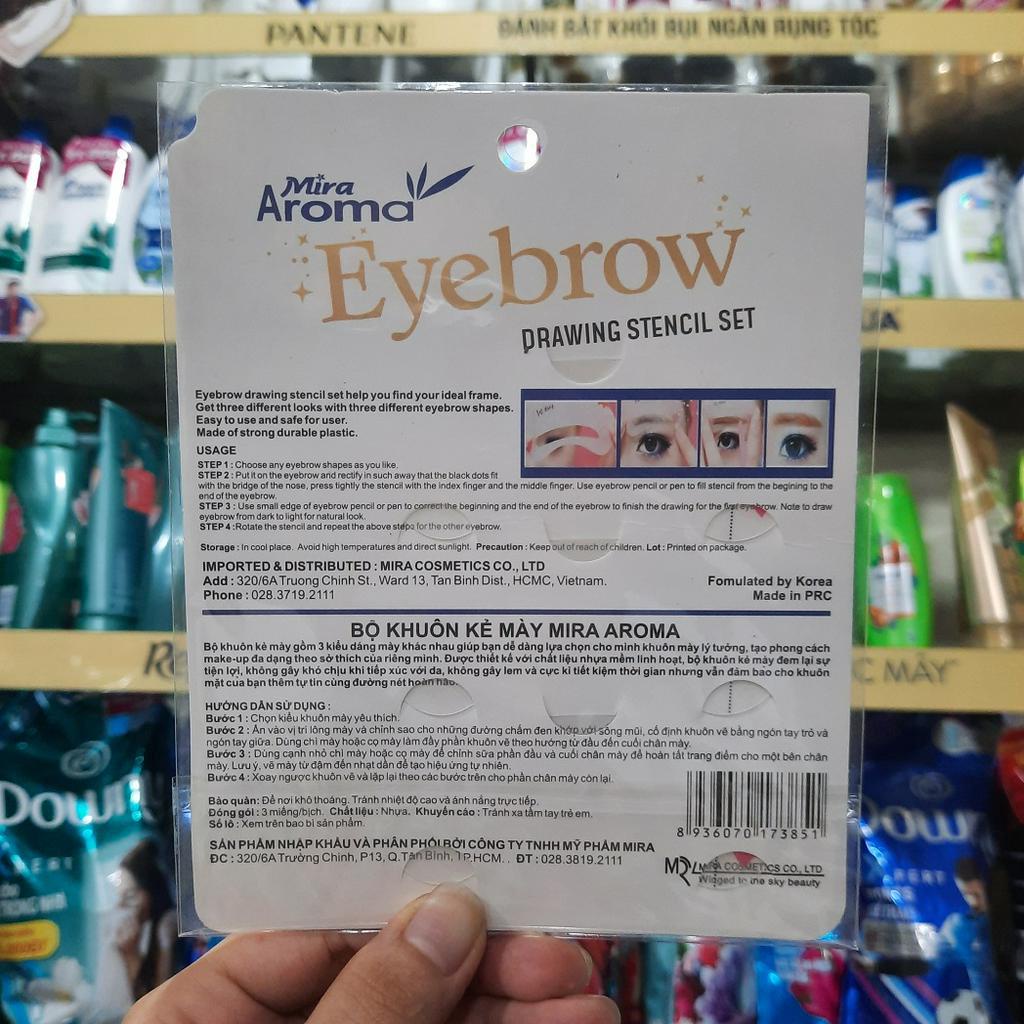 PANTENE
ĐÁNH BẬT KHÓI BỤI, NGĂN RỤNG TÓC
Mira
Aroma
Eyebrow
DRAWING STENCIL SET
Eyebrow drawing stencil set help you find your ideal frame.
Get three different looks with three different eyebrow shapes.
Easy to use and safe for user.
Made of strong durable plastic.
USAGE
STEP 1 : Choose any eyebrow shapes as you like.
STEP 2 : Put it on the eyebrow and rectify in such away that the black dots fit
with the bridge of the nose, press tightly the stencil with the index finger and the middle finger. Use eyebrow pencil or pen to fill stencil from the begining to the
end of the eyebrow.
STEP 3 : Use small edge of eyebrow pencil or pen to correct the beginning and the end of the eyebrow to finish the drawing for the first eyebrow. Note to draw
eyebrow from dark to light for natural look.
STEP 4 :Rotate the stencil and repeat the above steps for the other eyebrow.
Storage : In cool place. Avoid high temperatures and direct sunlight. Precaution : Keep out of reach of children. Lot : Printed on package.
IMPORTED & DISTRIBUTED : MIRA COSMETICS CO., LTD
Add : 320/6A Truong Chinh St., Ward 13, Tan Binh Dist., HCMC, Vietnam.
Phone : 028.3719.2111
Fomulated by Korea
Made in PRC
BỘ KHUÔN KẺ MÀY MIRA AROMA
Bộ khuôn kẻ mày gồm 3 kiểu dáng mày khác nhau giúp bạn dễ dàng lựa chọn cho mình khuôn mày lý tưởng, tạo phong cách
make-up đa dạng theo sở thích của riêng mình. Được thiết kế với chất liệu nhựa mềm linh hoạt, bộ khuôn kẻ mày đem lại sự
tiện lợi, không gây khó chịu khi tiếp xúc với da, không gây lem và cực kì tiết kiệm thời gian nhưng vẫn đảm bảo cho khuôn
mặt của bạn thêm tự tin cùng đường nét hoàn hảo.
HƯỚNG DẪN SỬ DỤNG :
Bước 1 : Chọn kiểu khuôn mày yêu thích.
Bước 2 : Ấn vào vị trí lông mày và chỉnh sao cho những đường chấm đen khớp với sống mũi, cố định khuôn vẽ bằng ngón tay trỏ và
ngón tay giữa. Dùng chì mày hoặc cọ mày làm đầy phần khuôn vẽ theo hướng từ đầu đến cuối chân mày.
Bước 3 : Dùng cạnh nhỏ chì mày hoặc cọ mày để chỉnh sửa phần đầu và cuối chân mày để hoàn tất trang điểm cho một bên chân
mày. Lưu ý, vẽ mày từ đậm đến nhạt dần để tạo hiệu ứng tự nhiên.
Bước 4 : Xoay ngược khuôn vẽ và lặp lại theo các bước trên cho phần chân mày còn lại.
Bảo quản: Để nơi khô thoáng. Tránh nhiệt độ cao và ánh nắng trực tiếp.
Đóng gói : 3 miếng/bịch. Chất liệu : Nhựa. Khuyến cáo : Tránh xa tầm tay trẻ em.
Số lô : Xem trên bao bì sản phẩm.
SẢN PHẨM NHẬP KHẨU VÀ PHÂN PHỐI BỞI CÔNG TY TNHH MỸ PHẨM MIRA
ĐC : 320/6A Trường Chinh, P13, Q.Tân Bình, TP.HCM. . ĐT : 028.3819.2111
8 936070 173851
MIRA COSMETICS CO., LTD
Winged to the sky beauty
C MÁY
Down
Dow